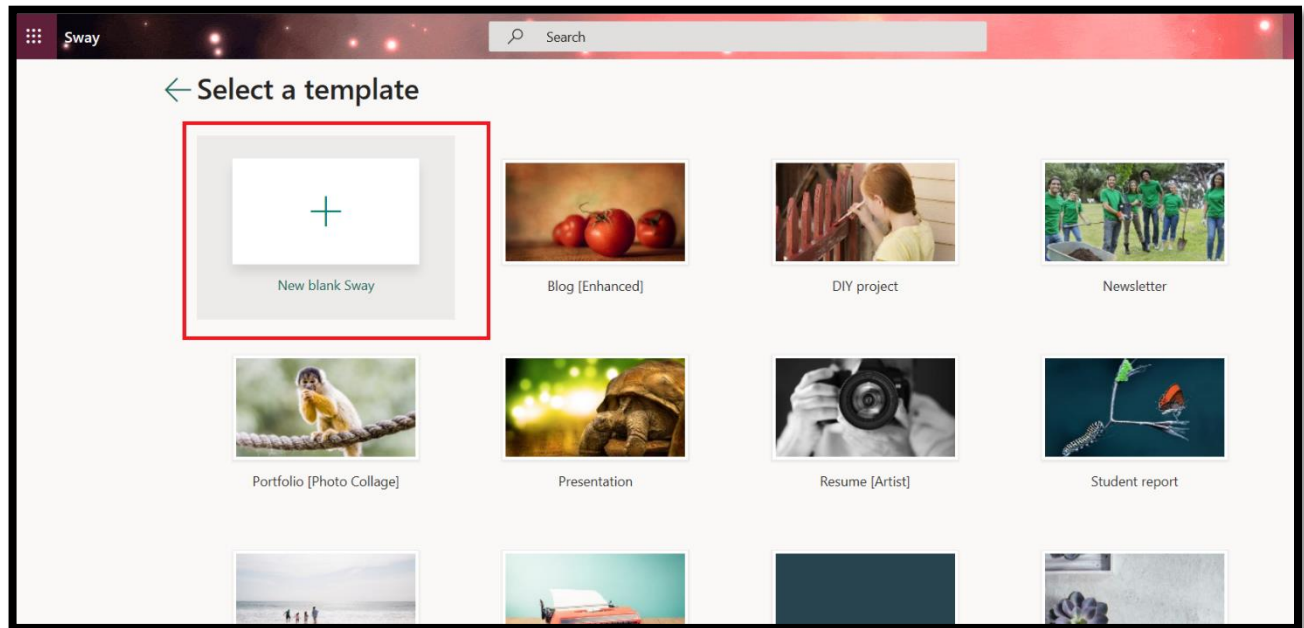 Sway
Search
Select a template
New blank Sway
Blog [Enhanced]
DIY project
Newsletter
Portfolio [Photo Collage]
Presentation
Resume [Artist]
Student report